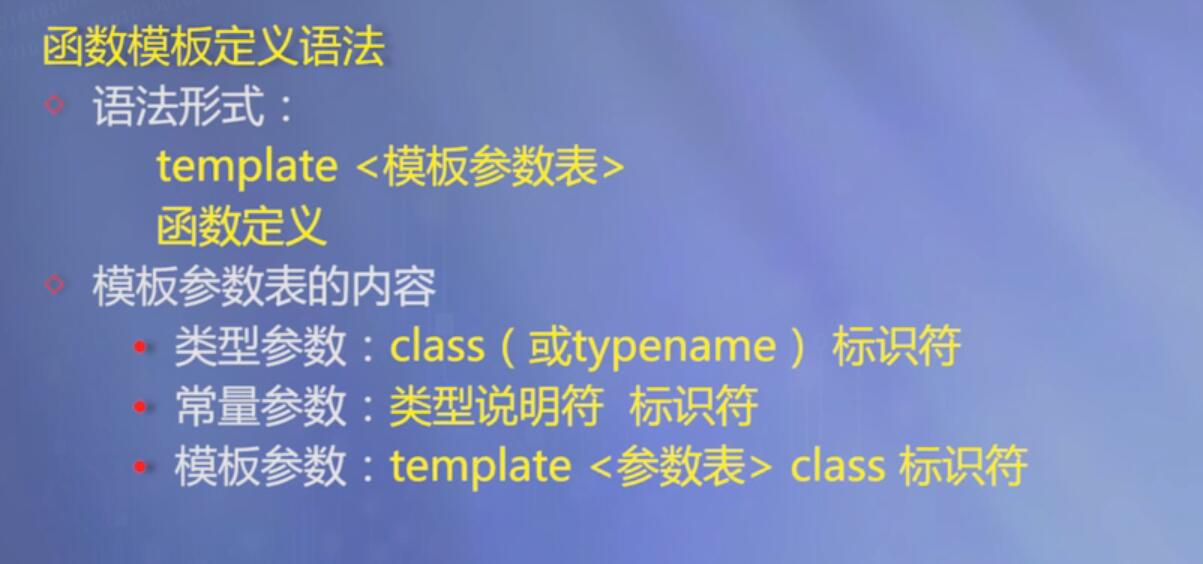 函数模板定义语法
语法形式：
template <模板参数表>
函数定义
模板参数表的内容
类型参数：class（或typename） 标识符
常量参数：类型说明符 标识符
模板参数：template <参数表> class 标识符